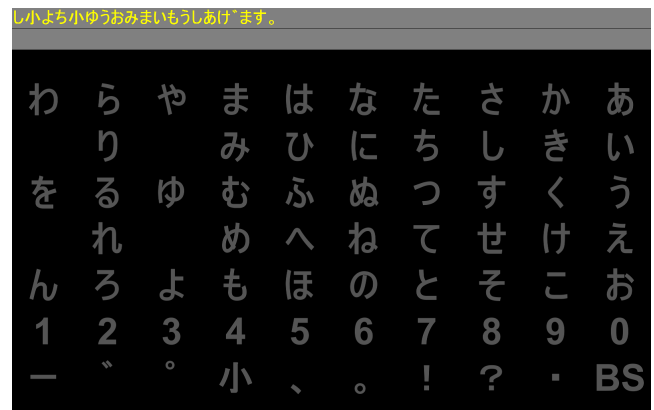 し小よち小ゆうおみまいもうしあけ゛ます。
わ ら や ま は な た さ か あ
り み ひ に ち し き い
を る ゆ む ふ ぬ つ す く う
れ め へ ね て せ け え
ん ろ よ も ほ の と そ こ お
1 2 3 4 5 6 7 8 9 0
ー ゛ ゜ 小 、 。 ! ? ・ BS